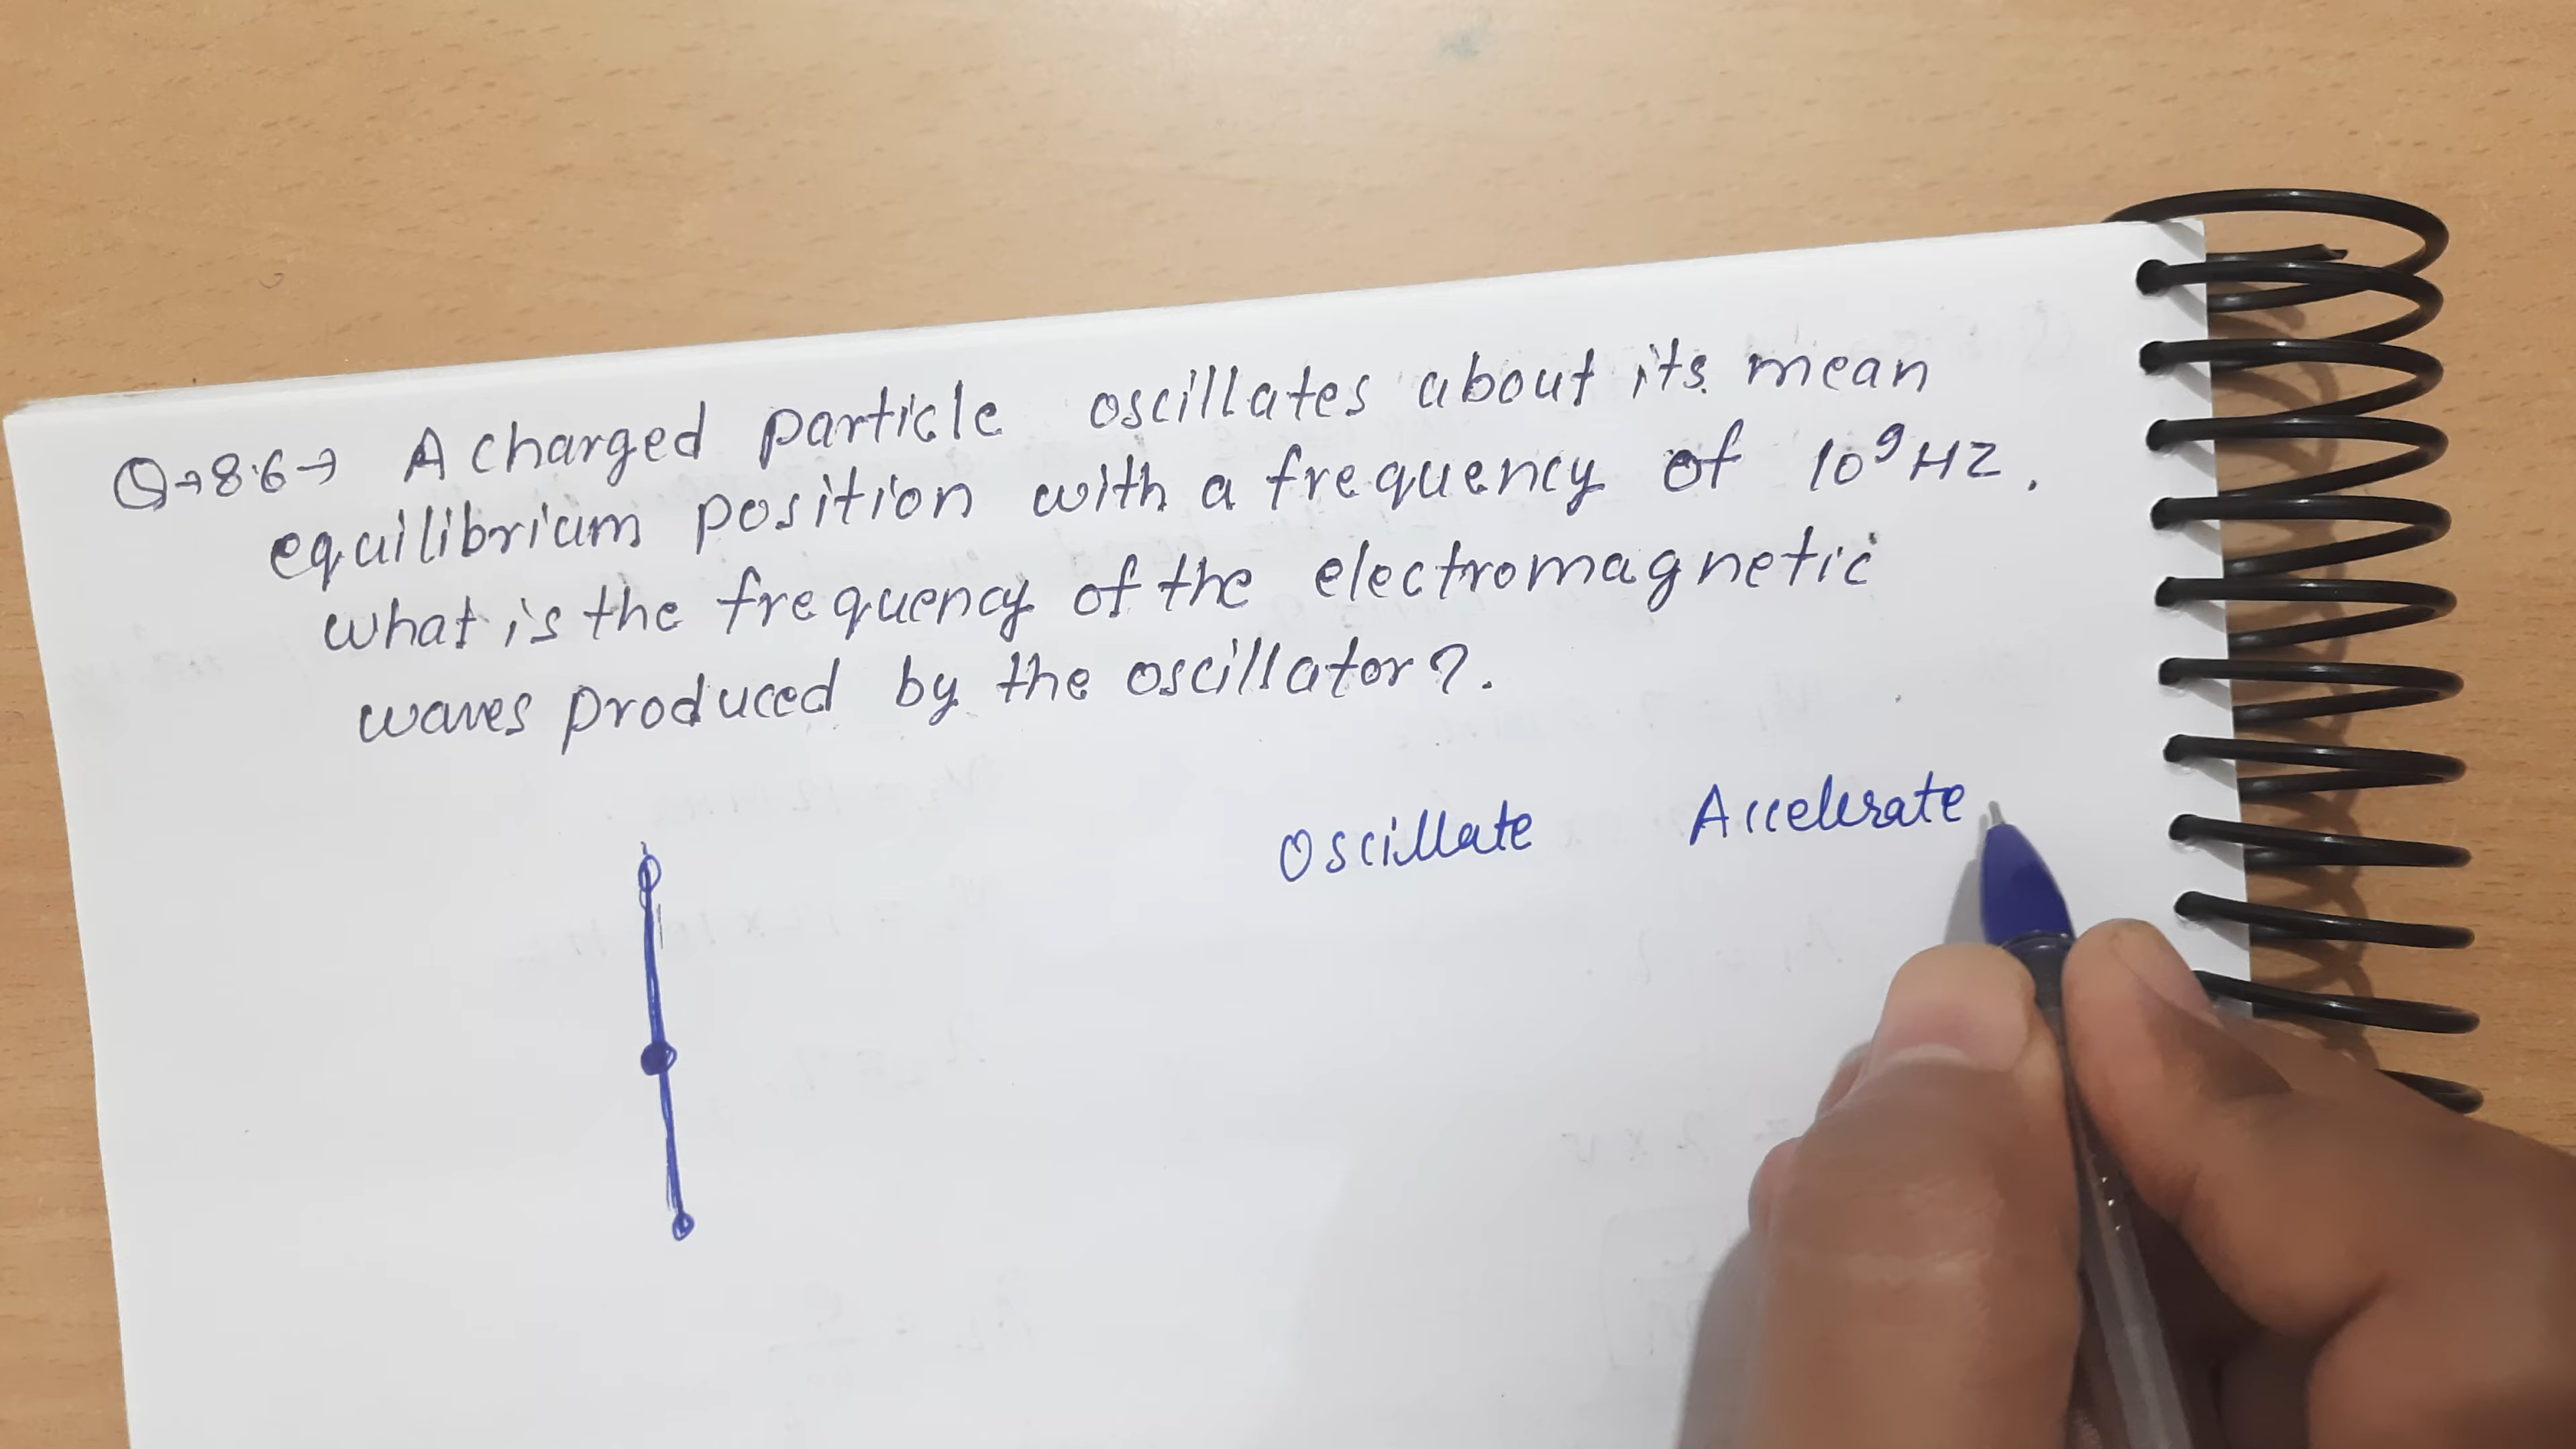 Q→8.6→ A charged particle oscillates about its mean
equilibrium position with a frequency of 10⁹ HZ.
what is the frequency of the electromagnetic
waves produced by the oscillator?.
Oscillate Accelerate